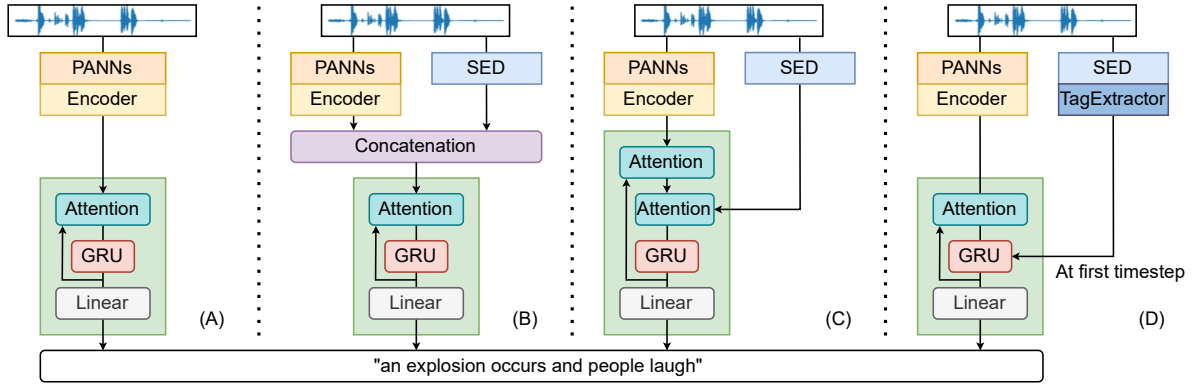 PANNs
Encoder
Attention
GRU
Linear
(A)
PANNs
Encoder
SED
Concatenation
Attention
GRU
Linear
(B)
PANNs
Encoder
SED
Attention
Attention
GRU
Linear
(C)
PANNs
Encoder
SED
TagExtractor
Attention
GRU
At first timestep
Linear
(D)
"an explosion occurs and people laugh"